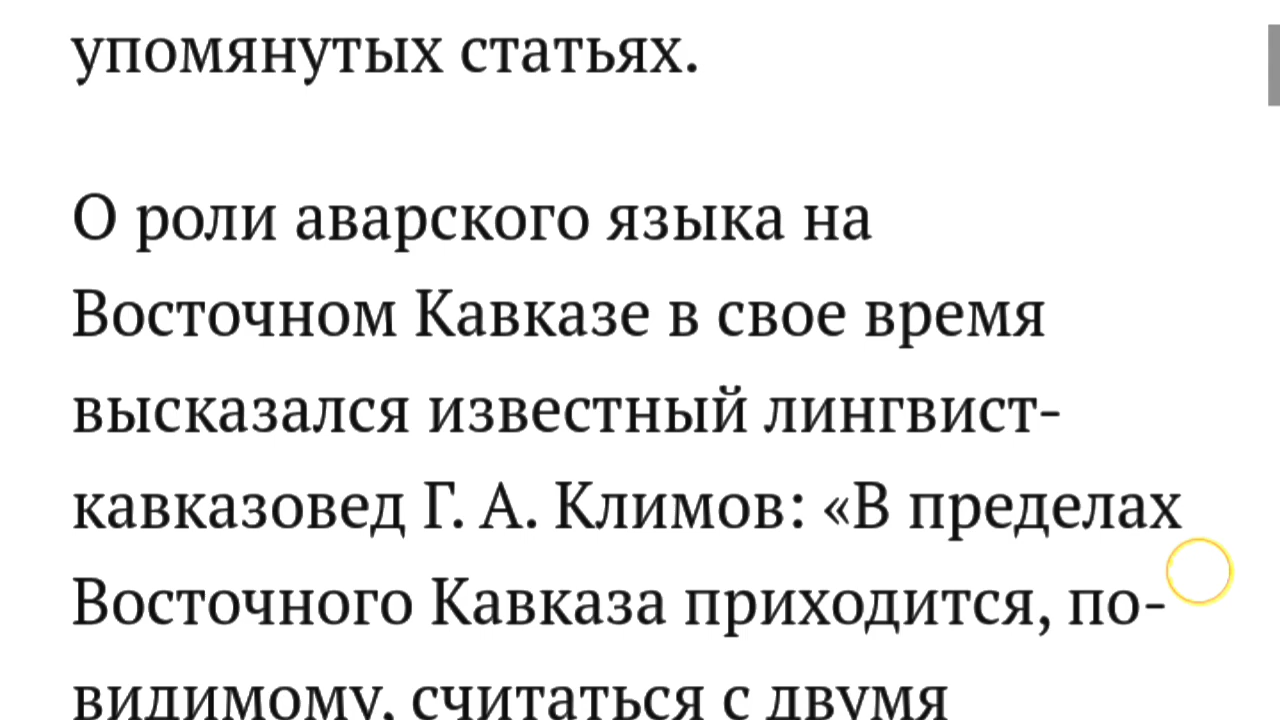 упомянутых статьях.
О роли аварского языка на
Восточном Кавказе в свое время
высказался известный лингвист-
кавказовед Г. А. Климов: «В пределах
Восточного Кавказа приходится, по-
видимому, считаться с двумя